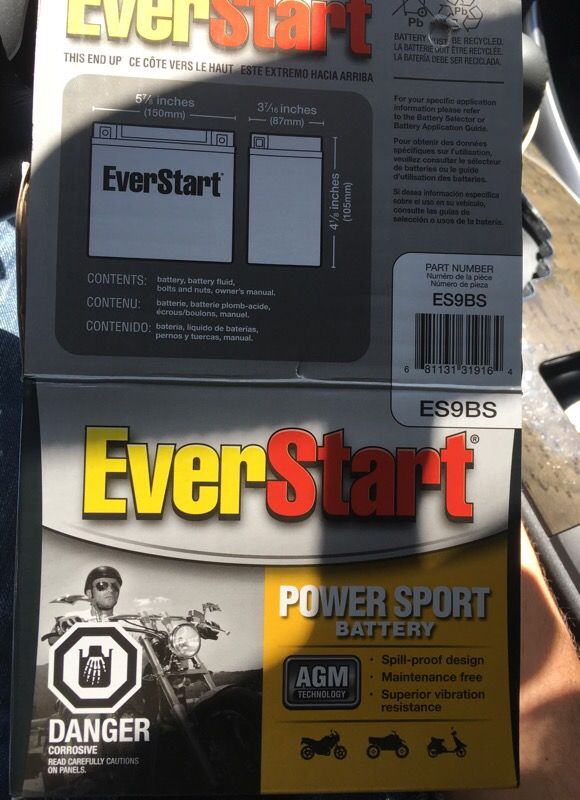 EverStart
THIS END UP CE CÔTE VERS LE HAUT ESTE EXTREMO HACIA ARRIBA
Pb
BATTERY MUST BE RECYCLED.
LA BATTERIE DOIT ÊTRE RECYCLÉE.
LA BATERÍA DEBE SER RECICLADA.
5⅞ inches
(150mm)
3 7/16 inches
(87mm)
4⅛ inches
(105mm)
EverStart
For your specific application
information please refer
to the Battery Selector or
Battery Application Guide.
Pour obtenir des données
spécifiques sur l'utilisation,
veuillez consulter le sélecteur
de batteries ou le guide
d'utilisation des batteries.
Si desea información específica
sobre el uso en su vehículo,
consulte las guías de
selección o usos de la batería.
CONTENTS: battery, battery fluid,
bolts and nuts, owner's manual.
CONTENU: batterie, batterie plomb-acide,
écrous/boulons, manuel.
CONTENIDO: batería, líquido de baterías,
pernos y tuercas, manual.
PART NUMBER
Numéro de la pièce
Número de pieza
ES9BS
6 81131 31916 4
ES9BS
EverStart®
POWER SPORT
BATTERY
AGM
TECHNOLOGY
· Spill-proof design
· Maintenance free
· Superior vibration
resistance
DANGER
CORROSIVE
READ CAREFULLY CAUTIONS
ON PANELS.